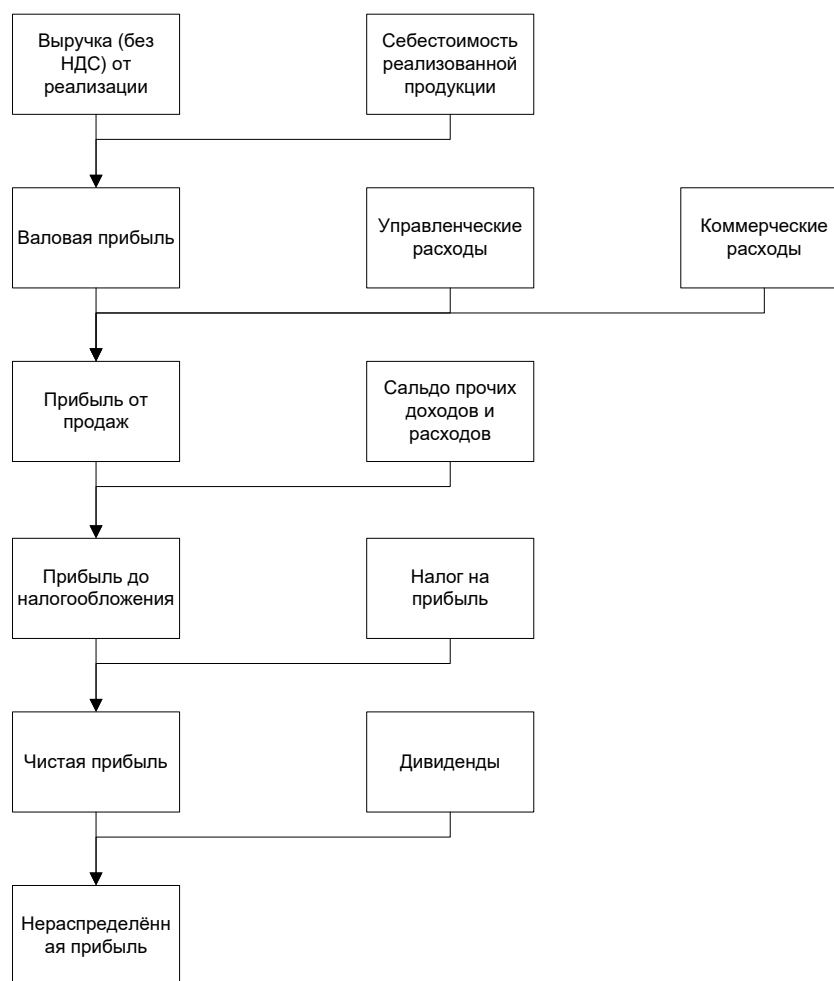 Выручка (без
НДС) от
реализации
Себестоимость
реализованной
продукции
Валовая прибыль
Управленческие
расходы
Коммерческие
расходы
Прибыль от
продаж
Сальдо прочих
доходов и
расходов
Прибыль до
налогообложения
Налог на
прибыль
Чистая прибыль
Дивиденды
Нераспределённ
ая прибыль